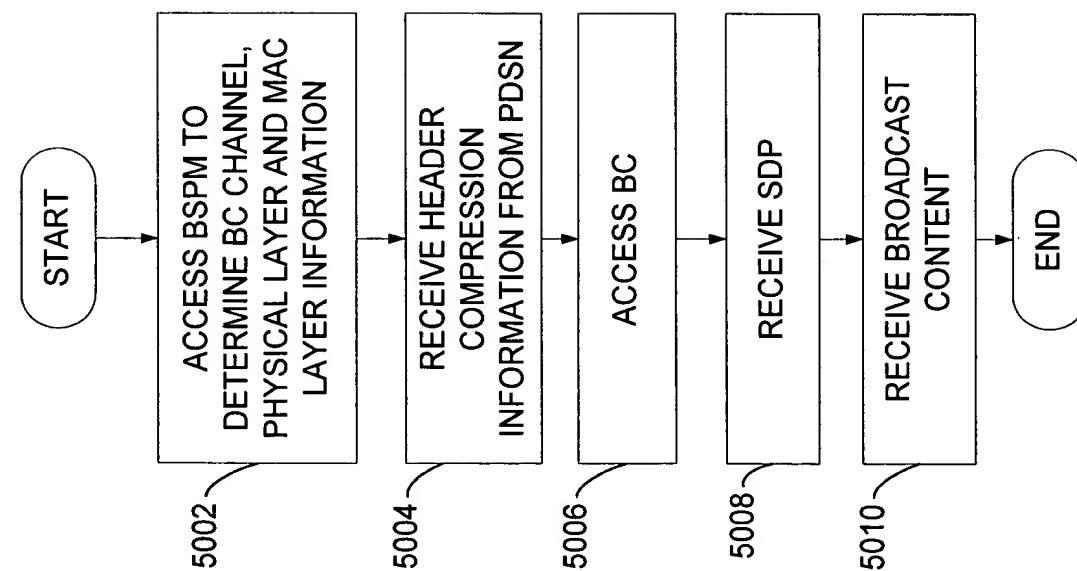 START
5002
ACCESS BSPM TO
DETERMINE BC CHANNEL,
PHYSICAL LAYER AND MAC
LAYER INFORMATION
5004
RECEIVE HEADER
COMPRESSION
INFORMATION FROM PDSN
5006
ACCESS BC
5008
RECEIVE SDP
5010
RECEIVE BROADCAST
CONTENT
END